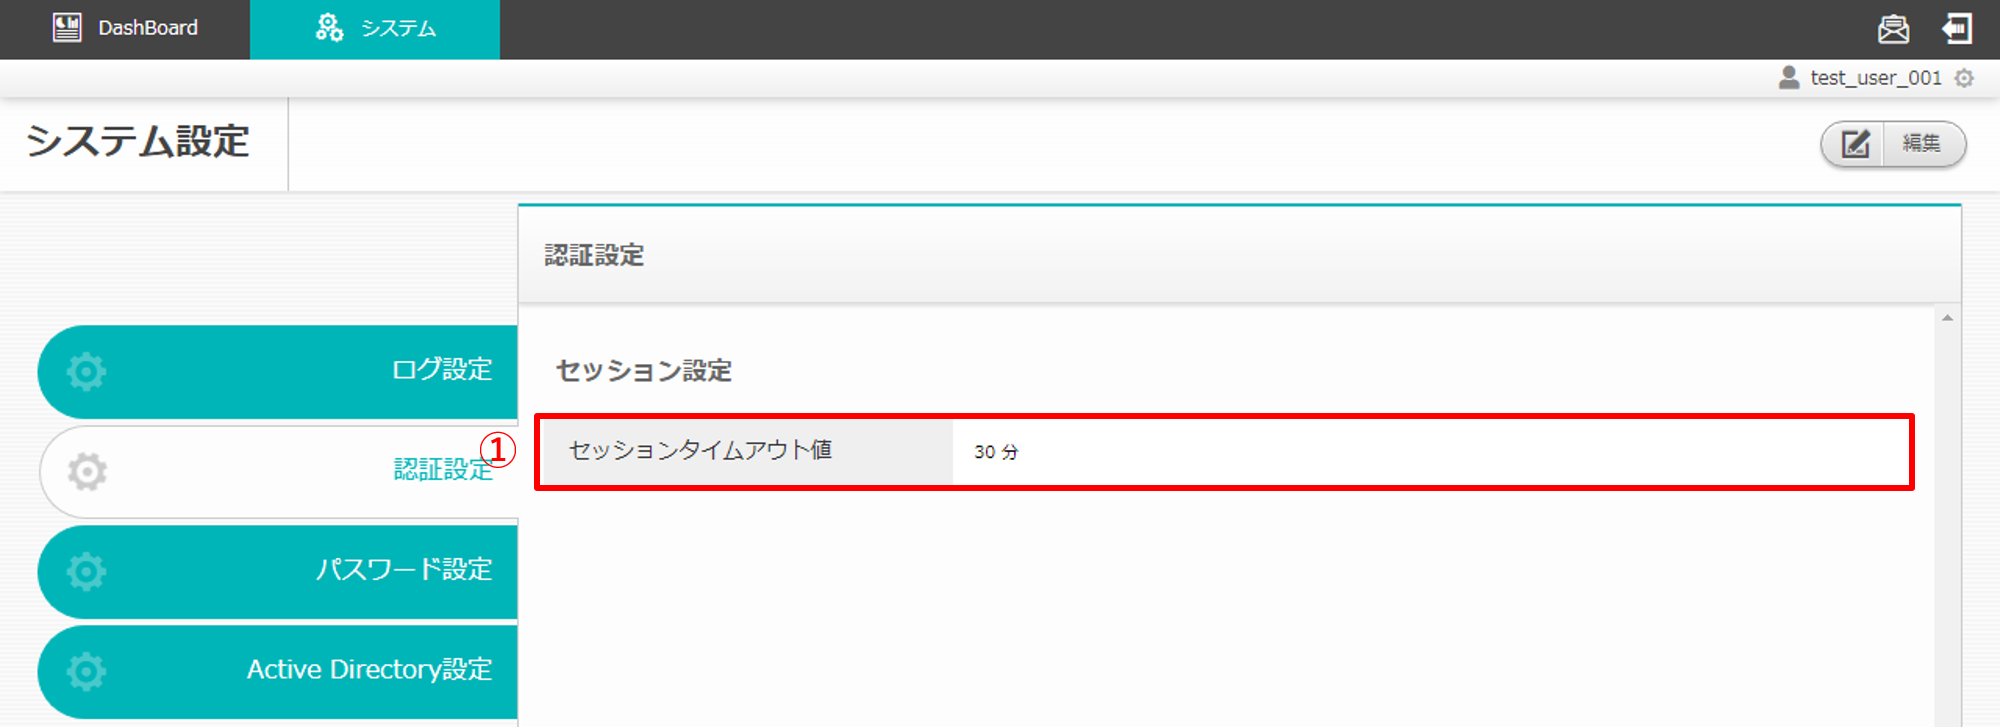 DashBoard
システム
test_user_001
システム設定
編集
認証設定
ログ設定
認証設定
パスワード設定
Active Directory設定
セッション設定
①
セッションタイムアウト値
30 分